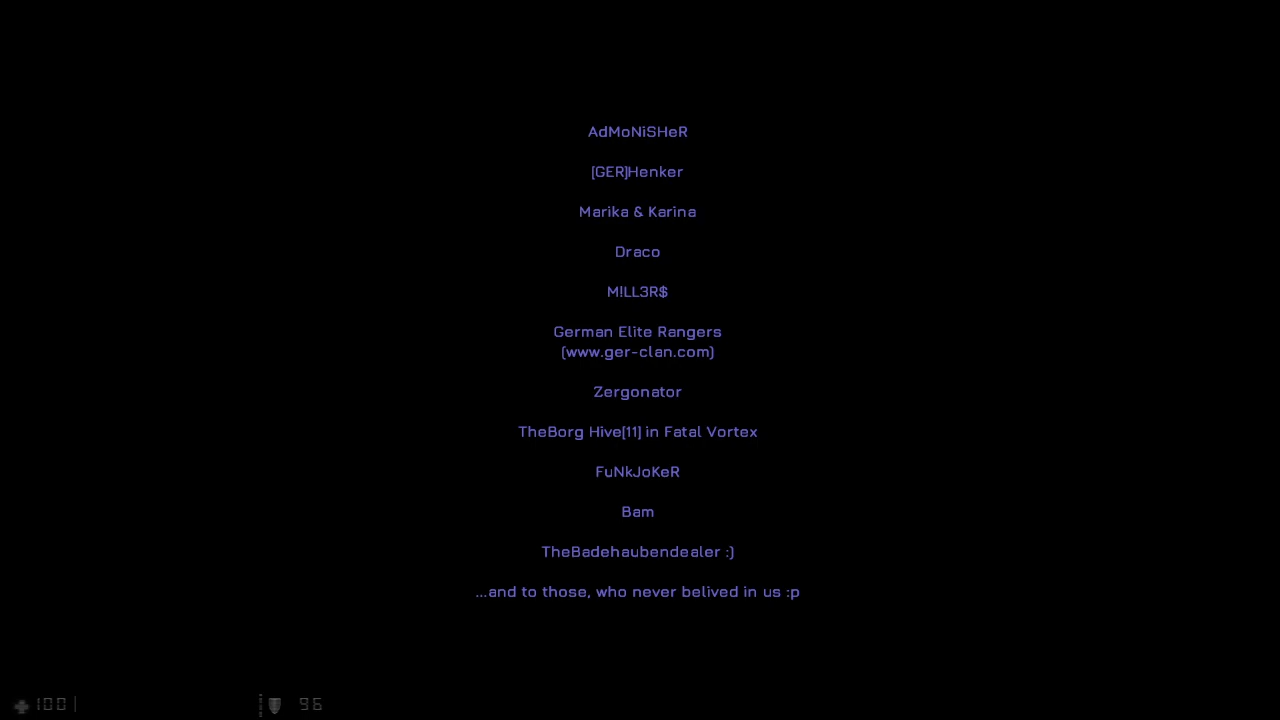 AdMoNiSHeR
[GER]Henker
Marika & Karina
Draco
M!LL3R$
German Elite Rangers
(www.ger-clan.com)
Zergonator
TheBorg Hive[11] in Fatal Vortex
FuNkJoKeR
Bam
TheBadehaubendealer :)
...and to those, who never belived in us :p
100 96